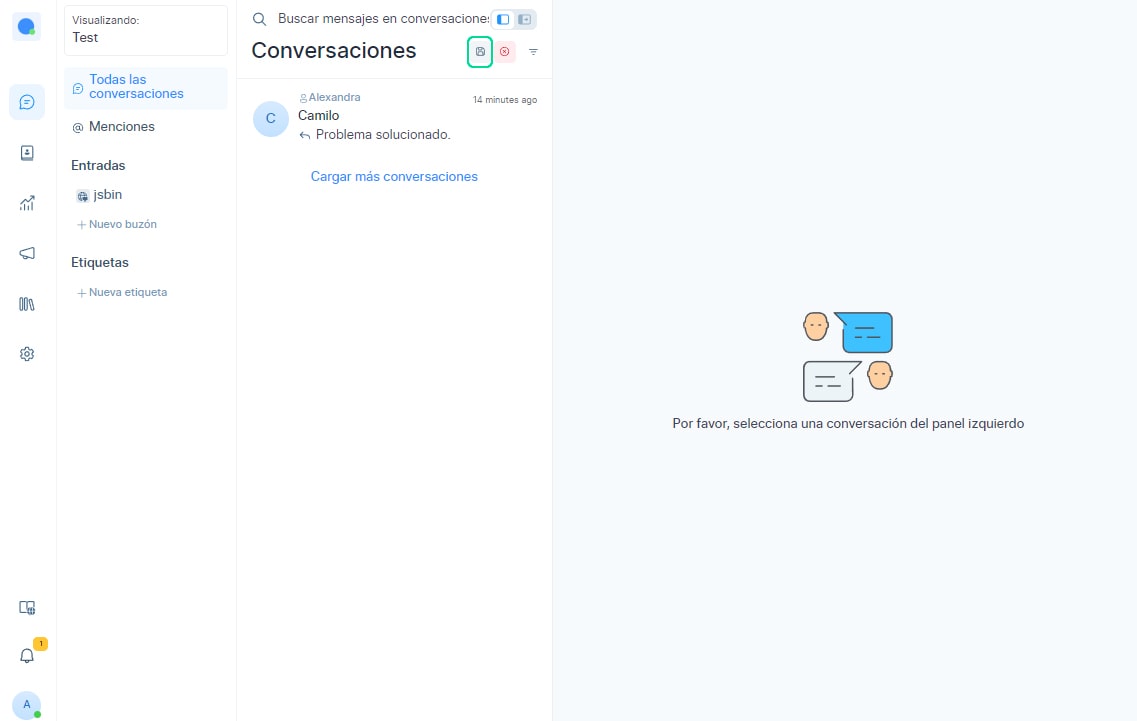 Visualizando:
Test
Todas las
conversaciones
Menciones
Entradas
jsbin
Nuevo buzón
Etiquetas
Nueva etiqueta
1
A
Buscar mensajes en conversaciones
Conversaciones
Alexandra
14 minutes ago
C
Camilo
Problema solucionado.
Cargar más conversaciones
Por favor, selecciona una conversación del panel izquierdo